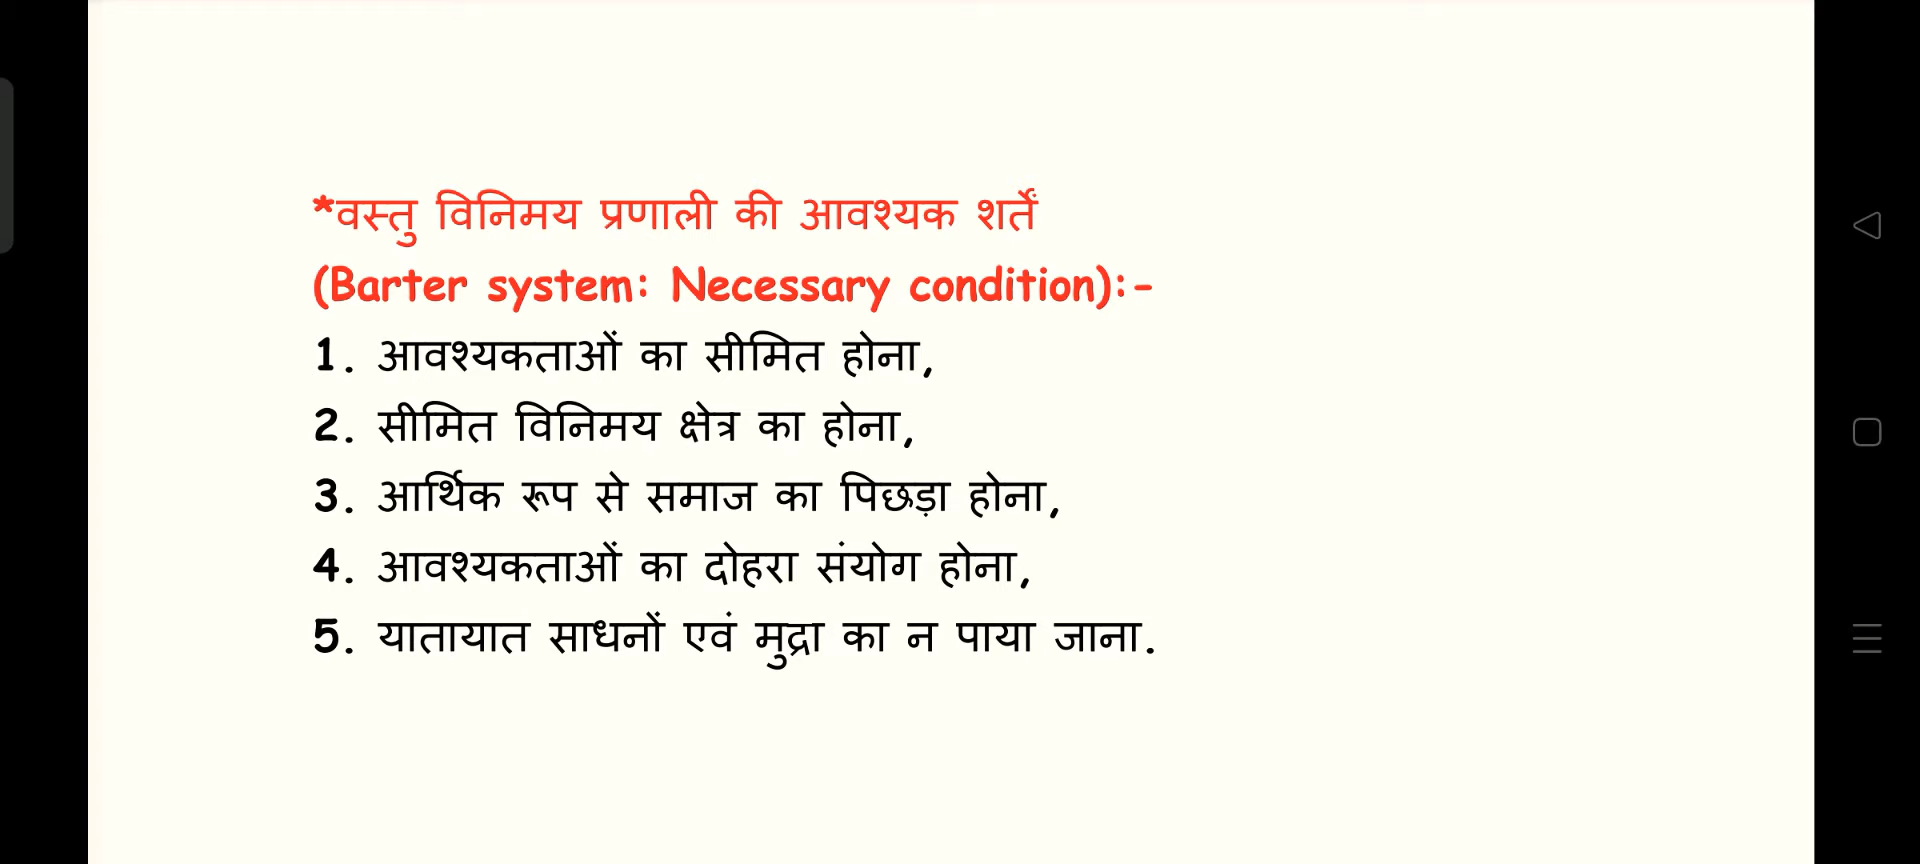 *वस्तु विनिमय प्रणाली की आवश्यक शर्तें
(Barter system: Necessary condition):-
1. आवश्यकताओं का सीमित होना,
2. सीमित विनिमय क्षेत्र का होना,
3. आर्थिक रूप से समाज का पिछड़ा होना,
4. आवश्यकताओं का दोहरा संयोग होना,
5. यातायात साधनों एवं मुद्रा का न पाया जाना.